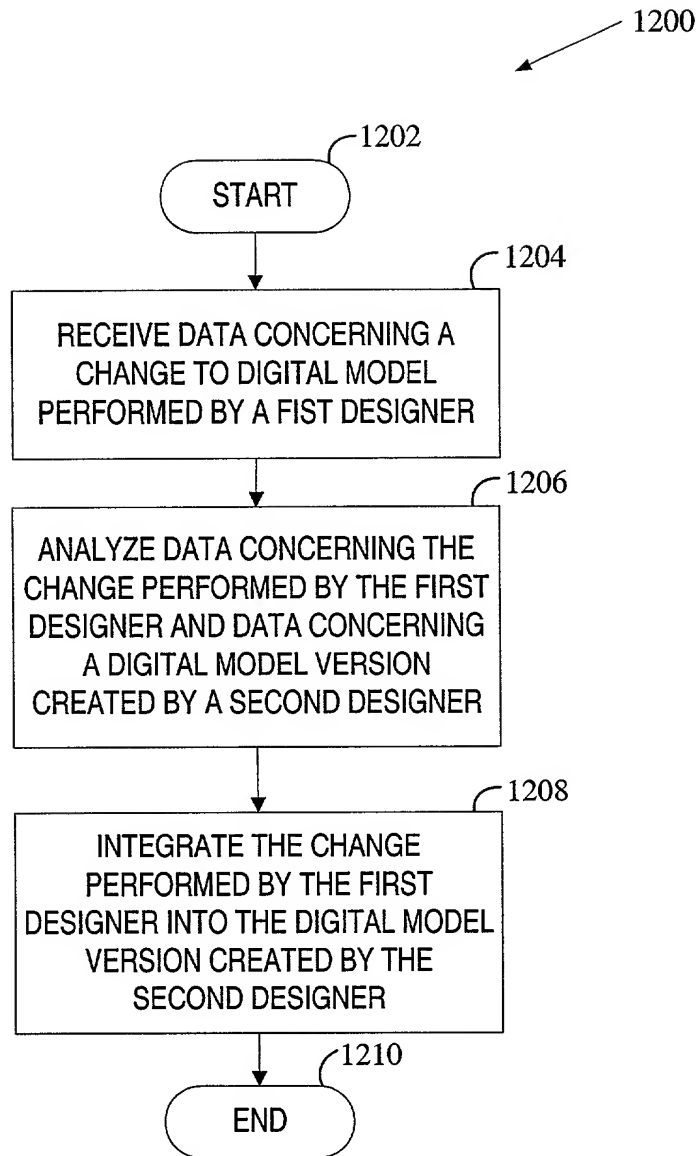 1200
1202
START
1204
RECEIVE DATA CONCERNING A
CHANGE TO DIGITAL MODEL
PERFORMED BY A FIST DESIGNER
1206
ANALYZE DATA CONCERNING THE
CHANGE PERFORMED BY THE FIRST
DESIGNER AND DATA CONCERNING
A DIGITAL MODEL VERSION
CREATED BY A SECOND DESIGNER
1208
INTEGRATE THE CHANGE
PERFORMED BY THE FIRST
DESIGNER INTO THE DIGITAL MODEL
VERSION CREATED BY THE
SECOND DESIGNER
1210
END